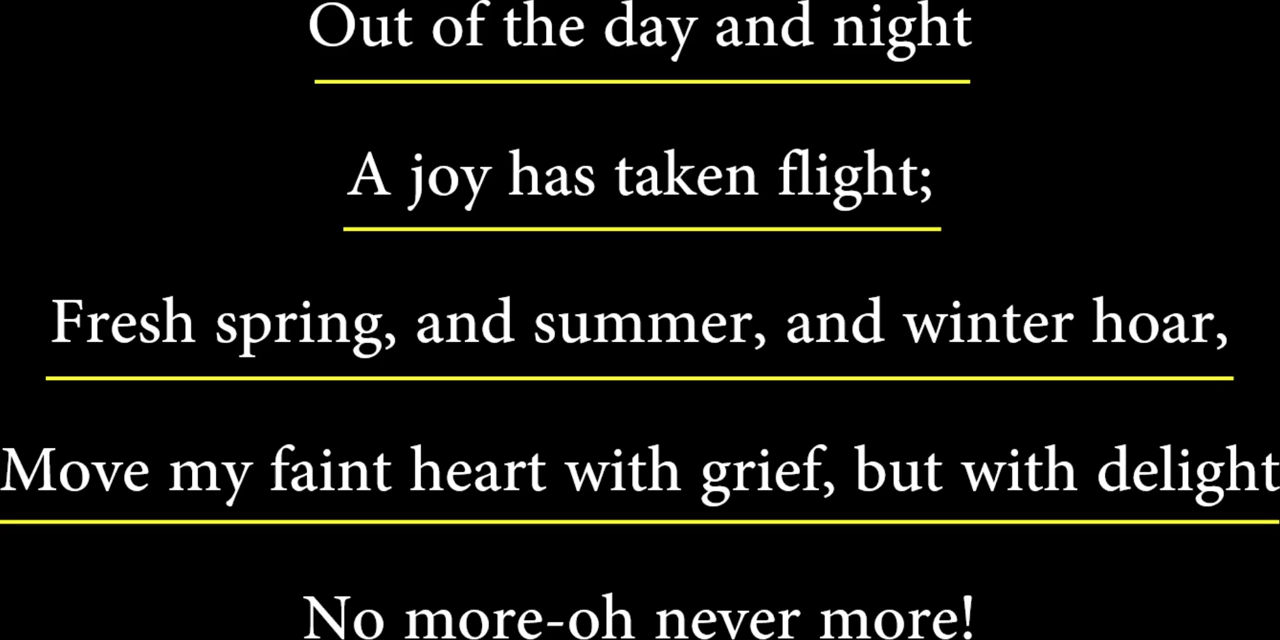 Out of the day and night
A joy has taken flight;
Fresh spring, and summer, and winter hoar,
Move my faint heart with grief, but with delight
No more-oh never more!